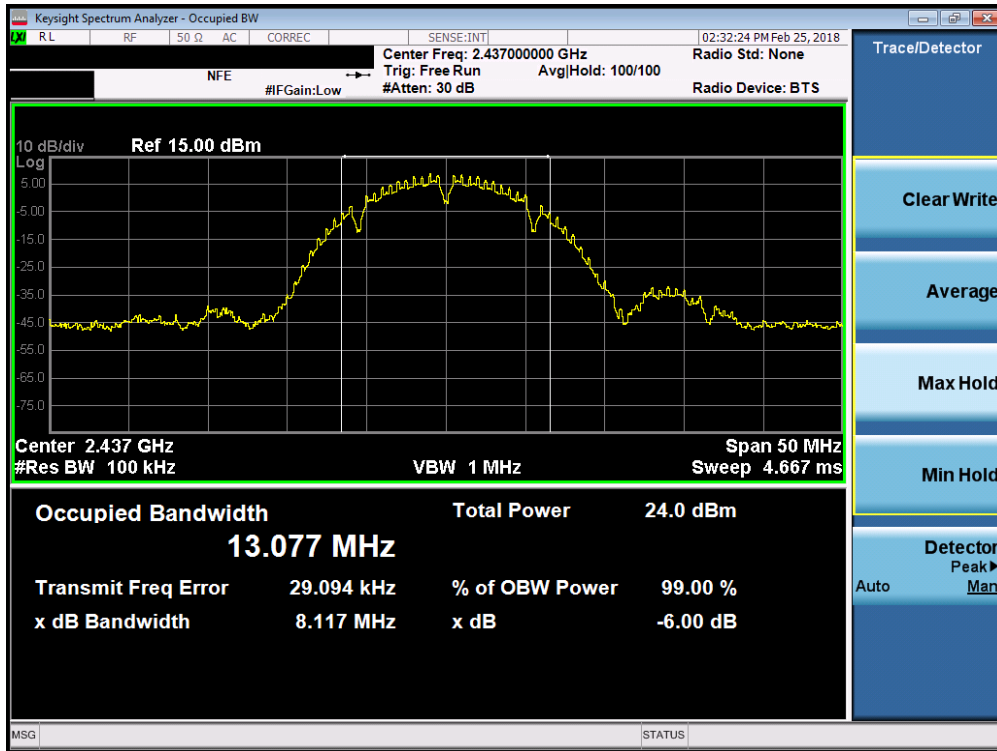 Keysight Spectrum Analyzer - Occupied BW
LXI RL RF 50 Ω AC CORREC SENSE:INT 02:32:24 PM Feb 25, 2018
Center Freq: 2.437000000 GHz Radio Std: None
NFE Trig: Free Run Avg|Hold: 100/100
#IFGain:Low #Atten: 30 dB Radio Device: BTS
Trace/Detector
10 dB/div Ref 15.00 dBm
Log
5.00
-5.00
-15.0
-25.0
-35.0
-45.0
-55.0
-65.0
-75.0
Center 2.437 GHz Span 50 MHz
#Res BW 100 kHz VBW 1 MHz Sweep 4.667 ms
Occupied Bandwidth Total Power 24.0 dBm
13.077 MHz
Transmit Freq Error 29.094 kHz % of OBW Power 99.00 %
x dB Bandwidth 8.117 MHz x dB -6.00 dB
Clear Write
Average
Max Hold
Min Hold
Detector
Peak▶
Auto Man
MSG STATUS